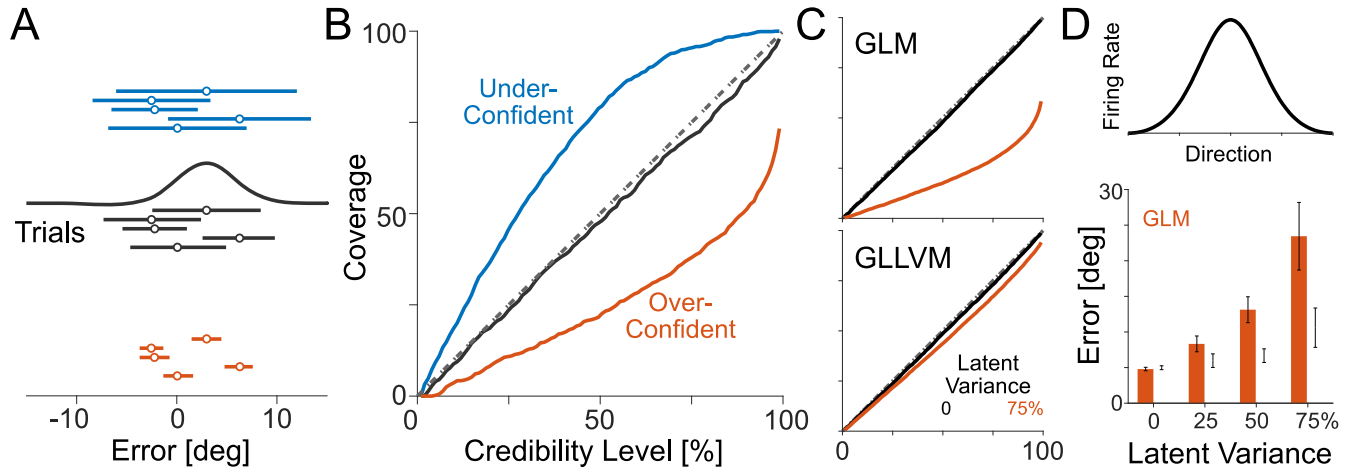 A
Trials
-10
0
10
Error [deg]
B
100
50
0
Coverage
Under-
Confident
Over-
Confident
0
50
100
Credibility Level [%]
C
GLM
GLLVM
Latent
Variance
0
75%
0
100
D
Firing Rate
Direction
30
0
Error [deg]
GLM
0
25
50
75%
Latent Variance